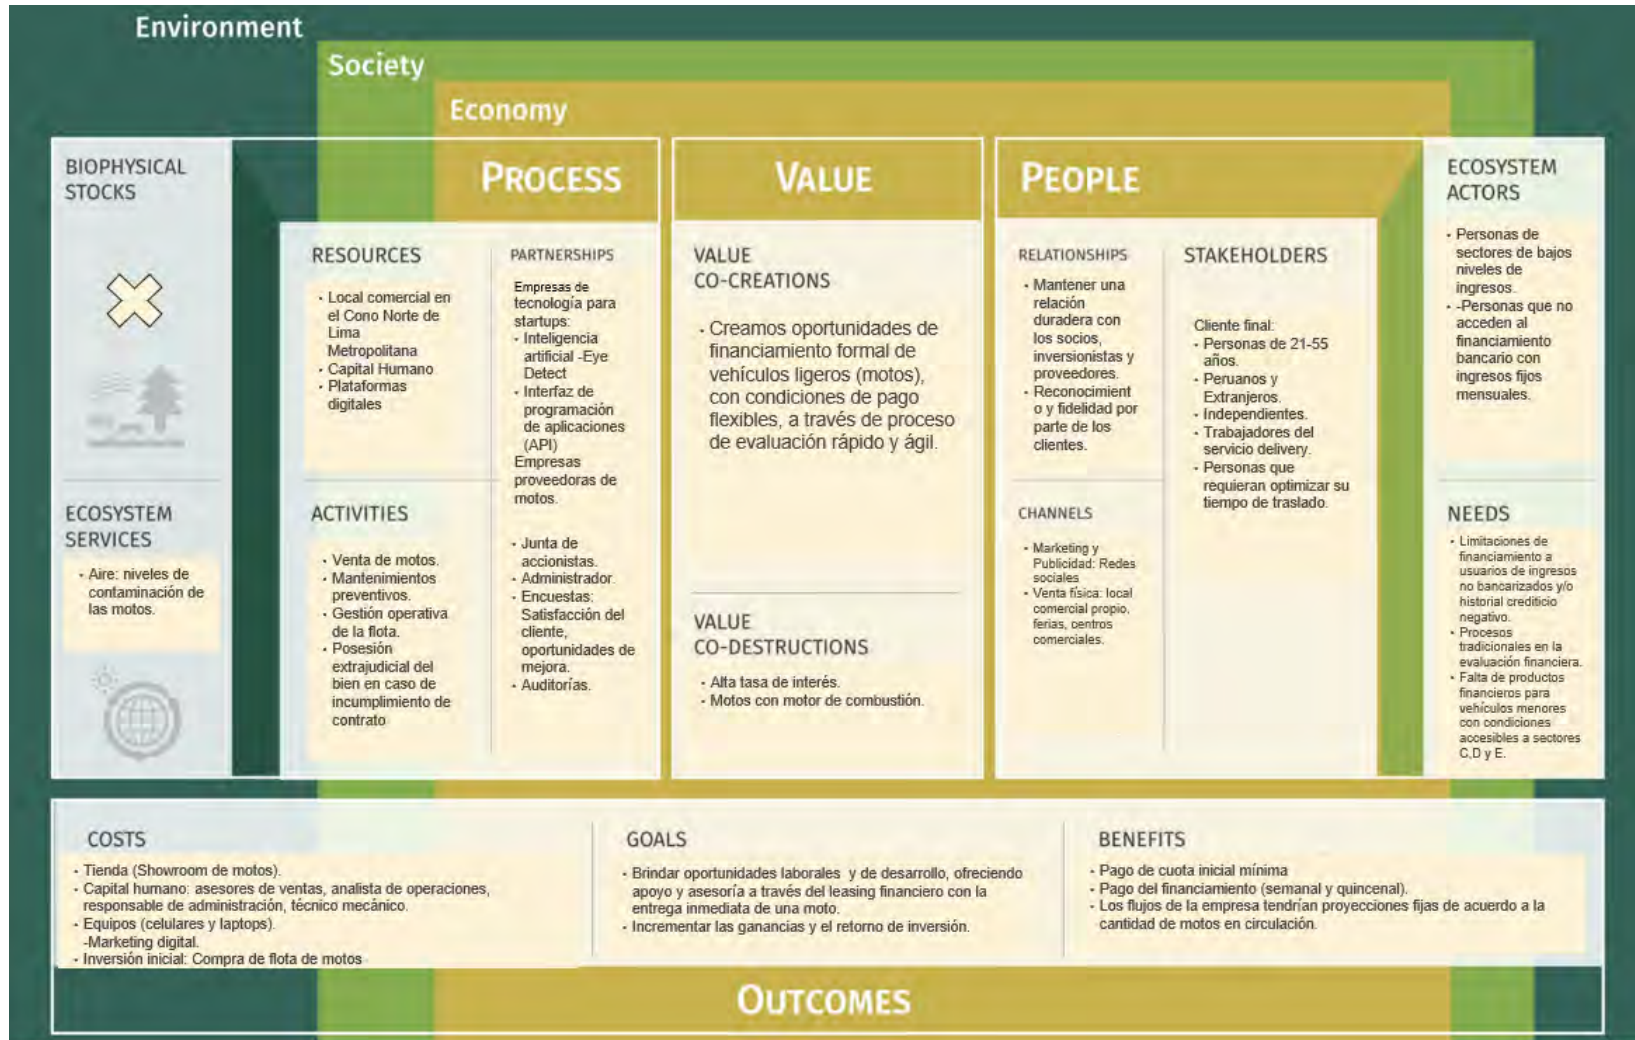 Environment
Society
Economy
BIOPHYSICAL
STOCKS
ECOSYSTEM
SERVICES
· Aire: niveles de
contaminación de
las motos.
PROCESS
RESOURCES
· Local comercial en
el Cono Norte de
Lima
Metropolitana
· Capital Humano
· Plataformas
digitales
ACTIVITIES
· Venta de motos.
· Mantenimientos
preventivos.
· Gestión operativa
de la flota.
· Posesión
extrajudicial del
bien en caso de
incumplimiento de
contrato
PARTNERSHIPS
Empresas de
tecnología para
startups:
· Inteligencia
artificial -Eye
Detect
· Interfaz de
programación
de aplicaciones
(API)
Empresas
proveedoras de
motos.
· Junta de
accionistas.
· Administrador.
· Encuestas:
Satisfacción del
cliente,
oportunidades de
mejora.
· Auditorías.
VALUE
VALUE
CO-CREATIONS
· Creamos oportunidades de
financiamiento formal de
vehículos ligeros (motos),
con condiciones de pago
flexibles, a través de proceso
de evaluación rápido y ágil.
VALUE
CO-DESTRUCTIONS
· Alta tasa de interés.
· Motos con motor de combustión.
PEOPLE
RELATIONSHIPS
· Mantener una
relación
duradera con
los socios,
inversionistas y
proveedores.
· Reconocimient
o y fidelidad por
parte de los
clientes.
CHANNELS
· Marketing y
Publicidad: Redes
sociales
· Venta física: local
comercial propio,
ferias, centros
comerciales.
STAKEHOLDERS
Cliente final:
· Personas de 21-55
años.
· Peruanos y
Extranjeros.
· Independientes.
· Trabajadores del
servicio delivery.
· Personas que
requieran optimizar su
tiempo de traslado.
ECOSYSTEM
ACTORS
· Personas de
sectores de bajos
niveles de
ingresos.
· -Personas que no
acceden al
financiamiento
bancario con
ingresos fijos
mensuales.
NEEDS
· Limitaciones de
financiamiento a
usuarios de ingresos
no bancarizados y/o
historial crediticio
negativo.
· Procesos
tradicionales en la
evaluación financiera.
· Falta de productos
financieros para
vehículos menores
con condiciones
accesibles a sectores
C,D y E.
COSTS
· Tienda (Showroom de motos).
· Capital humano: asesores de ventas, analista de operaciones,
responsable de administración, técnico mecánico.
· Equipos (celulares y laptops).
-Marketing digital.
· Inversión inicial: Compra de flota de motos
GOALS
· Brindar oportunidades laborales y de desarrollo, ofreciendo
apoyo y asesoría a través del leasing financiero con la
entrega inmediata de una moto.
· Incrementar las ganancias y el retorno de inversión.
BENEFITS
· Pago de cuota inicial mínima
· Pago del financiamiento (semanal y quincenal).
· Los flujos de la empresa tendrían proyecciones fijas de acuerdo a la
cantidad de motos en circulación.
OUTCOMES